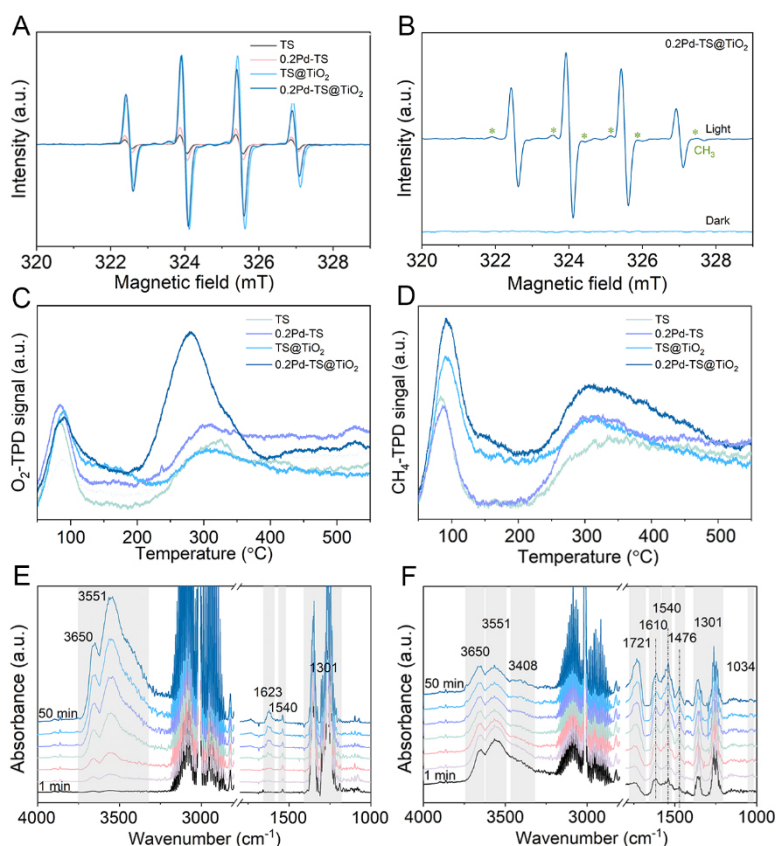 A
TS
0.2Pd-TS
TS@TiO₂
0.2Pd-TS@TiO₂
Intensity (a.u.)
320 322 324 326 328
Magnetic field (mT)
B
0.2Pd-TS@TiO₂
* * * * * *
Light
CH₃
Dark
Intensity (a.u.)
320 322 324 326 328
Magnetic field (mT)
C
TS
0.2Pd-TS
TS@TiO₂
0.2Pd-TS@TiO₂
O₂-TPD signal (a.u.)
100 200 300 400 500
Temperature (°C)
D
TS
0.2Pd-TS
TS@TiO₂
0.2Pd-TS@TiO₂
CH₄-TPD singal (a.u.)
100 200 300 400 500
Temperature (°C)
E
3551
3650
1623
1540
1301
50 min
1 min
Absorbance (a.u.)
4000 3500 3000 1500 1000
Wavenumber (cm⁻¹)
F
3551
3650
3408
1540
1610
1301
1721
1476
1034
50 min
1 min
Absorbance (a.u.)
4000 3500 3000 1500 1000
Wavenumber (cm⁻¹)